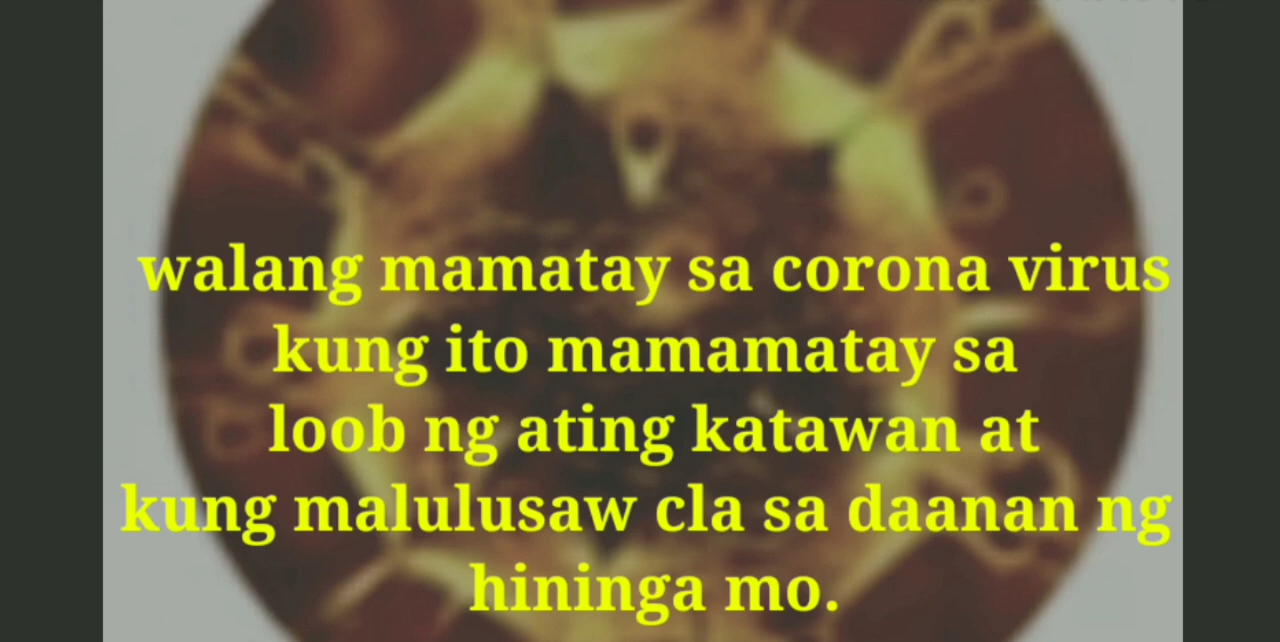 walang mamatay sa corona virus
kung ito mamamatay sa
loob ng ating katawan at
kung malulusaw cla sa daanan ng
hininga mo.